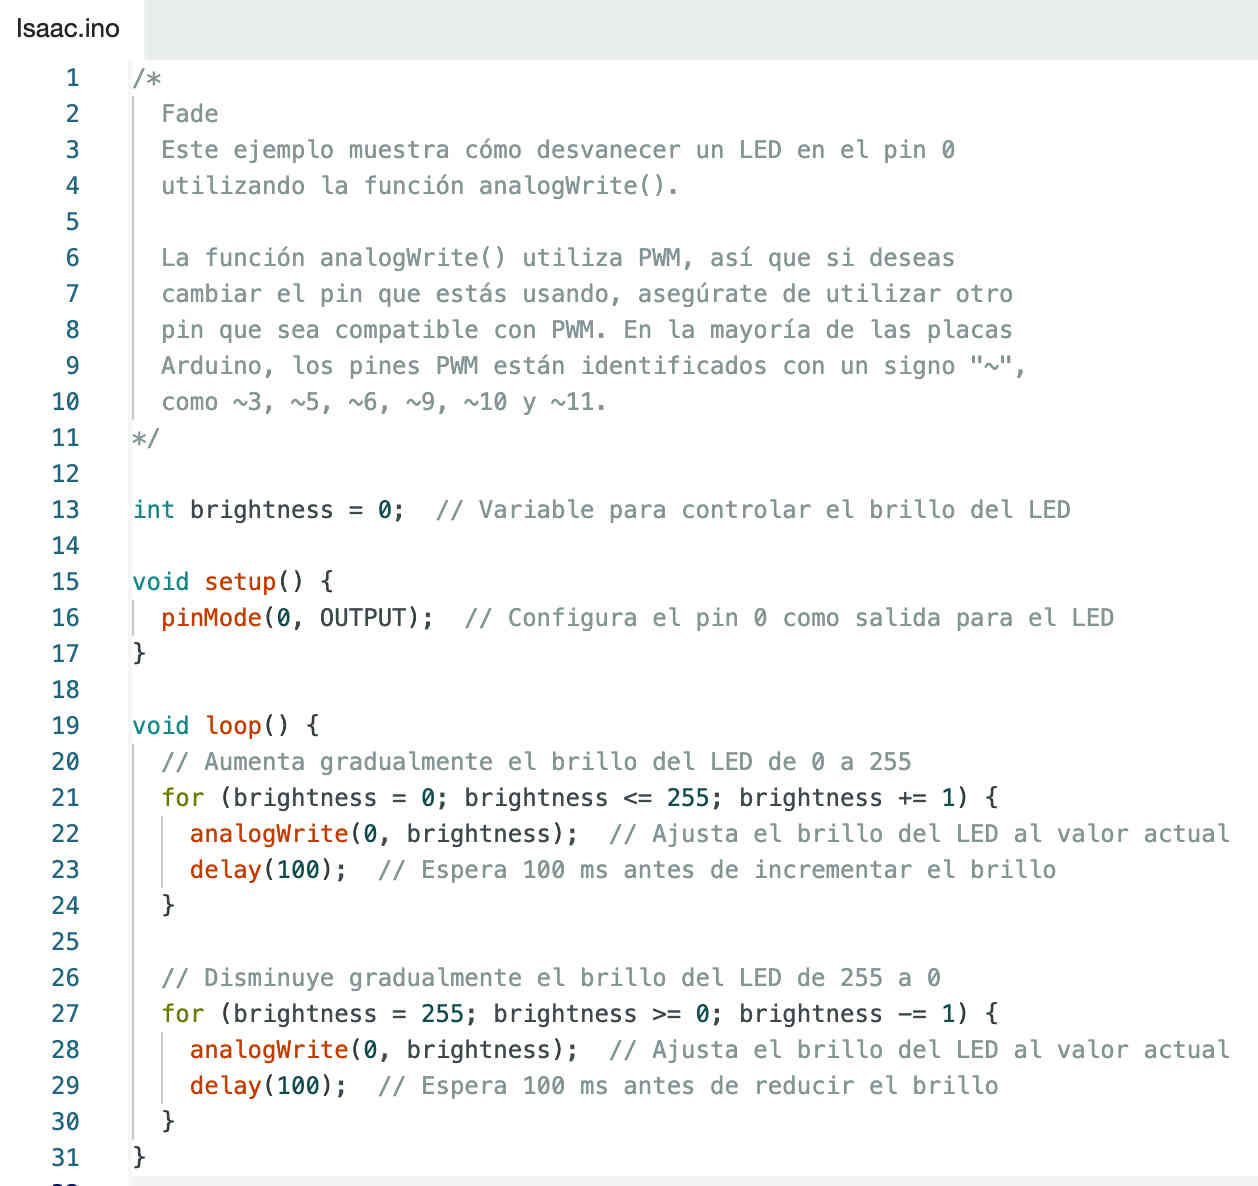 Isaac.ino
1 /*
2 Fade
3 Este ejemplo muestra cómo desvanecer un LED en el pin 0
4 utilizando la función analogWrite().
5
6 La función analogWrite() utiliza PWM, así que si deseas
7 cambiar el pin que estás usando, asegúrate de utilizar otro
8 pin que sea compatible con PWM. En la mayoría de las placas
9 Arduino, los pines PWM están identificados con un signo "~",
10 como ~3, ~5, ~6, ~9, ~10 y ~11.
11 */
12
13 int brightness = 0;  // Variable para controlar el brillo del LED
14
15 void setup() {
16   pinMode(0, OUTPUT);  // Configura el pin 0 como salida para el LED
17 }
18
19 void loop() {
20   // Aumenta gradualmente el brillo del LED de 0 a 255
21   for (brightness = 0; brightness <= 255; brightness += 1) {
22     analogWrite(0, brightness);  // Ajusta el brillo del LED al valor actual
23     delay(100);  // Espera 100 ms antes de incrementar el brillo
24   }
25
26   // Disminuye gradualmente el brillo del LED de 255 a 0
27   for (brightness = 255; brightness >= 0; brightness -= 1) {
28     analogWrite(0, brightness);  // Ajusta el brillo del LED al valor actual
29     delay(100);  // Espera 100 ms antes de reducir el brillo
30   }
31 }